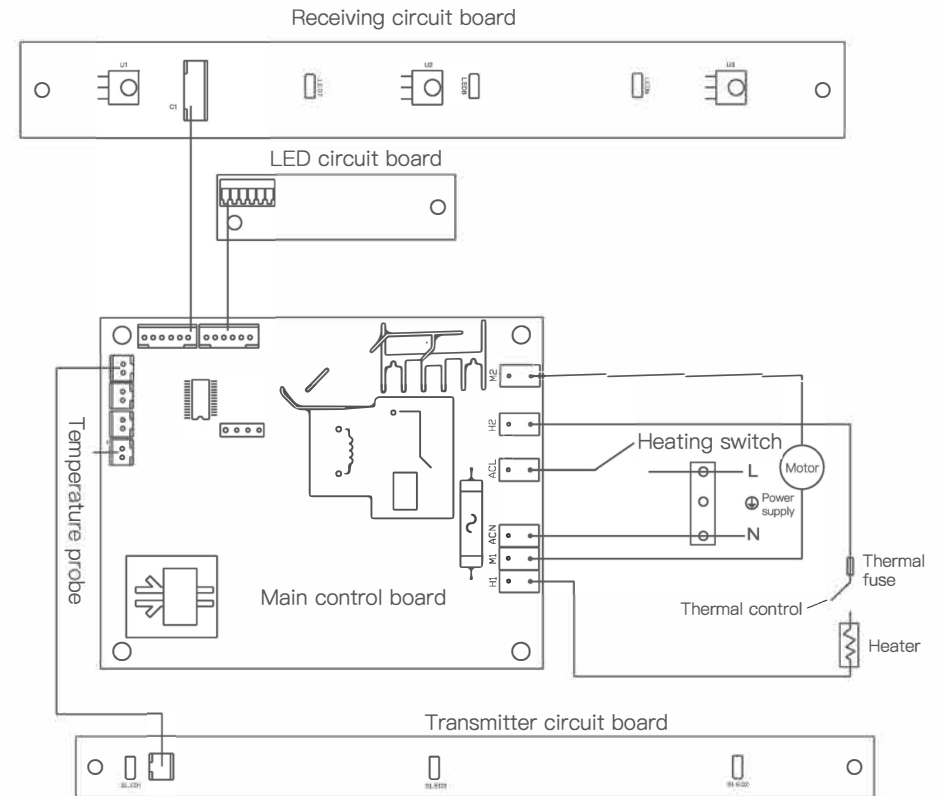 Receiving circuit board
U1
U2
C1
LED circuit board
M2
H2
Heating switch
ACL
L
Motor
Power
supply
ACN
N
M1
H1
Temperature probe
Thermal
fuse
Thermal control
Main control board
Heater
Transmitter circuit board